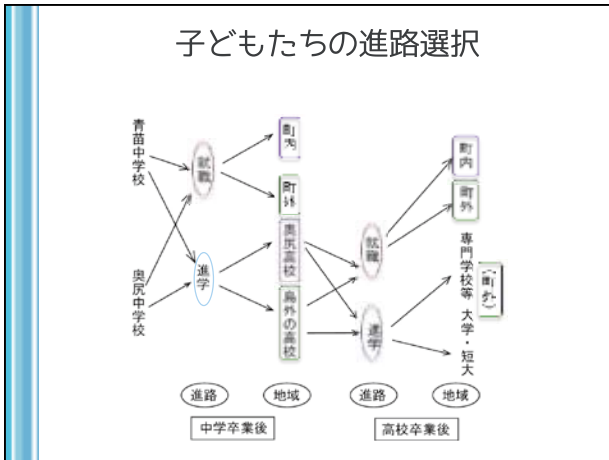 子どもたちの進路選択
青苗中学校
奥尻中学校
就職
進学
町内
町外
奥尻高校
島外の高校
就職
進学
町内
町外
専門学校等
大学・短大
(町外)
進路
地域
進路
地域
中学卒業後
高校卒業後